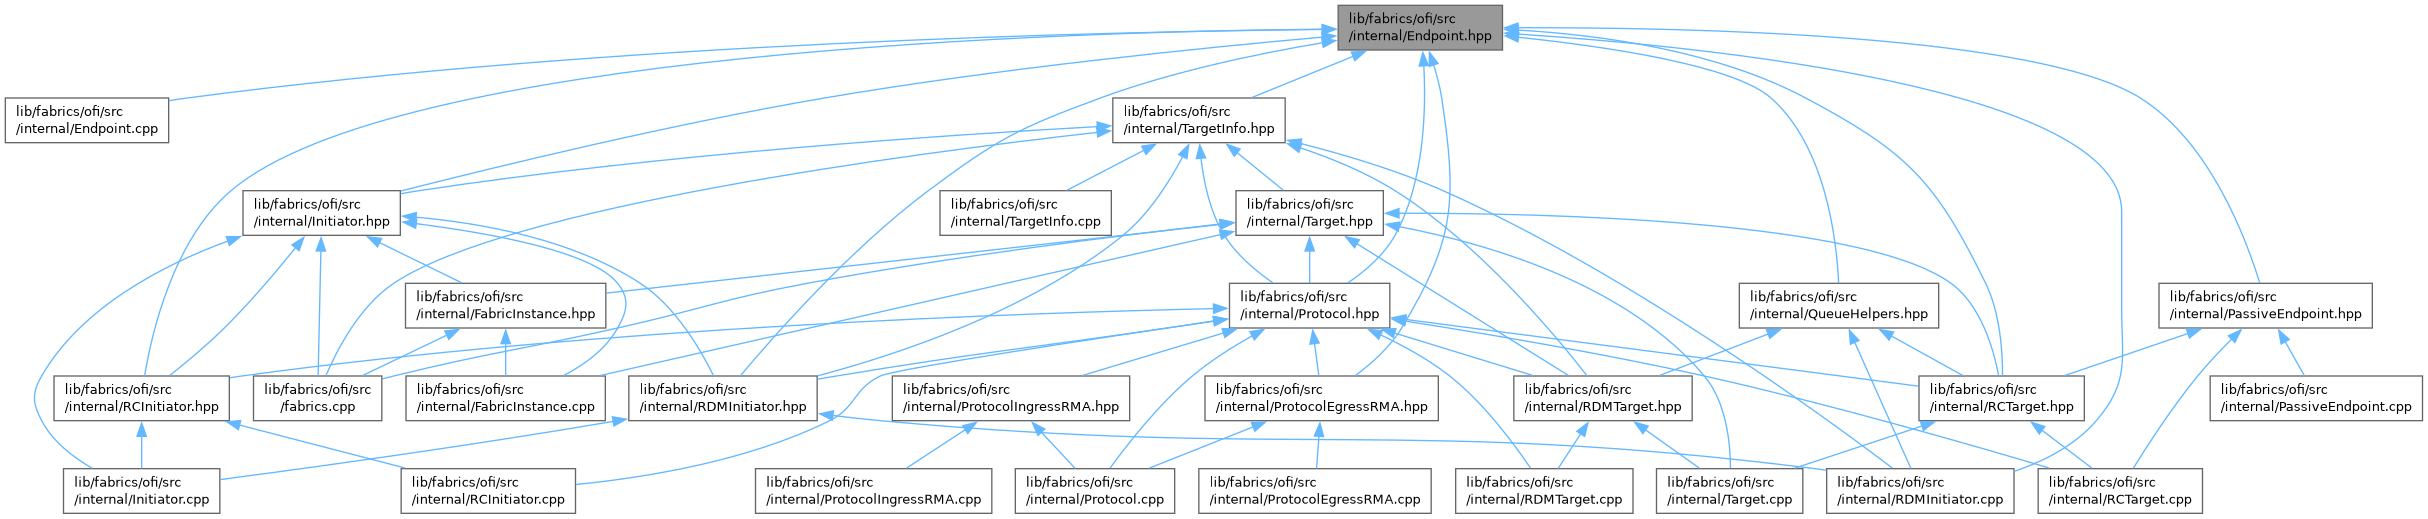 lib/fabrics/ofi/src
/internal/Endpoint.hpp
lib/fabrics/ofi/src
/internal/Endpoint.cpp
lib/fabrics/ofi/src
/internal/TargetInfo.hpp
lib/fabrics/ofi/src
/internal/Initiator.hpp
lib/fabrics/ofi/src
/internal/TargetInfo.cpp
lib/fabrics/ofi/src
/internal/Target.hpp
lib/fabrics/ofi/src
/internal/FabricInstance.hpp
lib/fabrics/ofi/src
/internal/Protocol.hpp
lib/fabrics/ofi/src
/internal/QueueHelpers.hpp
lib/fabrics/ofi/src
/internal/PassiveEndpoint.hpp
lib/fabrics/ofi/src
/internal/RCInitiator.hpp
lib/fabrics/ofi/src
/fabrics.cpp
lib/fabrics/ofi/src
/internal/FabricInstance.cpp
lib/fabrics/ofi/src
/internal/RDMInitiator.hpp
lib/fabrics/ofi/src
/internal/ProtocolIngressRMA.hpp
lib/fabrics/ofi/src
/internal/ProtocolEgressRMA.hpp
lib/fabrics/ofi/src
/internal/RDMTarget.hpp
lib/fabrics/ofi/src
/internal/RCTarget.hpp
lib/fabrics/ofi/src
/internal/PassiveEndpoint.cpp
lib/fabrics/ofi/src
/internal/Initiator.cpp
lib/fabrics/ofi/src
/internal/RCInitiator.cpp
lib/fabrics/ofi/src
/internal/ProtocolIngressRMA.cpp
lib/fabrics/ofi/src
/internal/Protocol.cpp
lib/fabrics/ofi/src
/internal/ProtocolEgressRMA.cpp
lib/fabrics/ofi/src
/internal/RDMTarget.cpp
lib/fabrics/ofi/src
/internal/Target.cpp
lib/fabrics/ofi/src
/internal/RDMInitiator.cpp
lib/fabrics/ofi/src
/internal/RCTarget.cpp